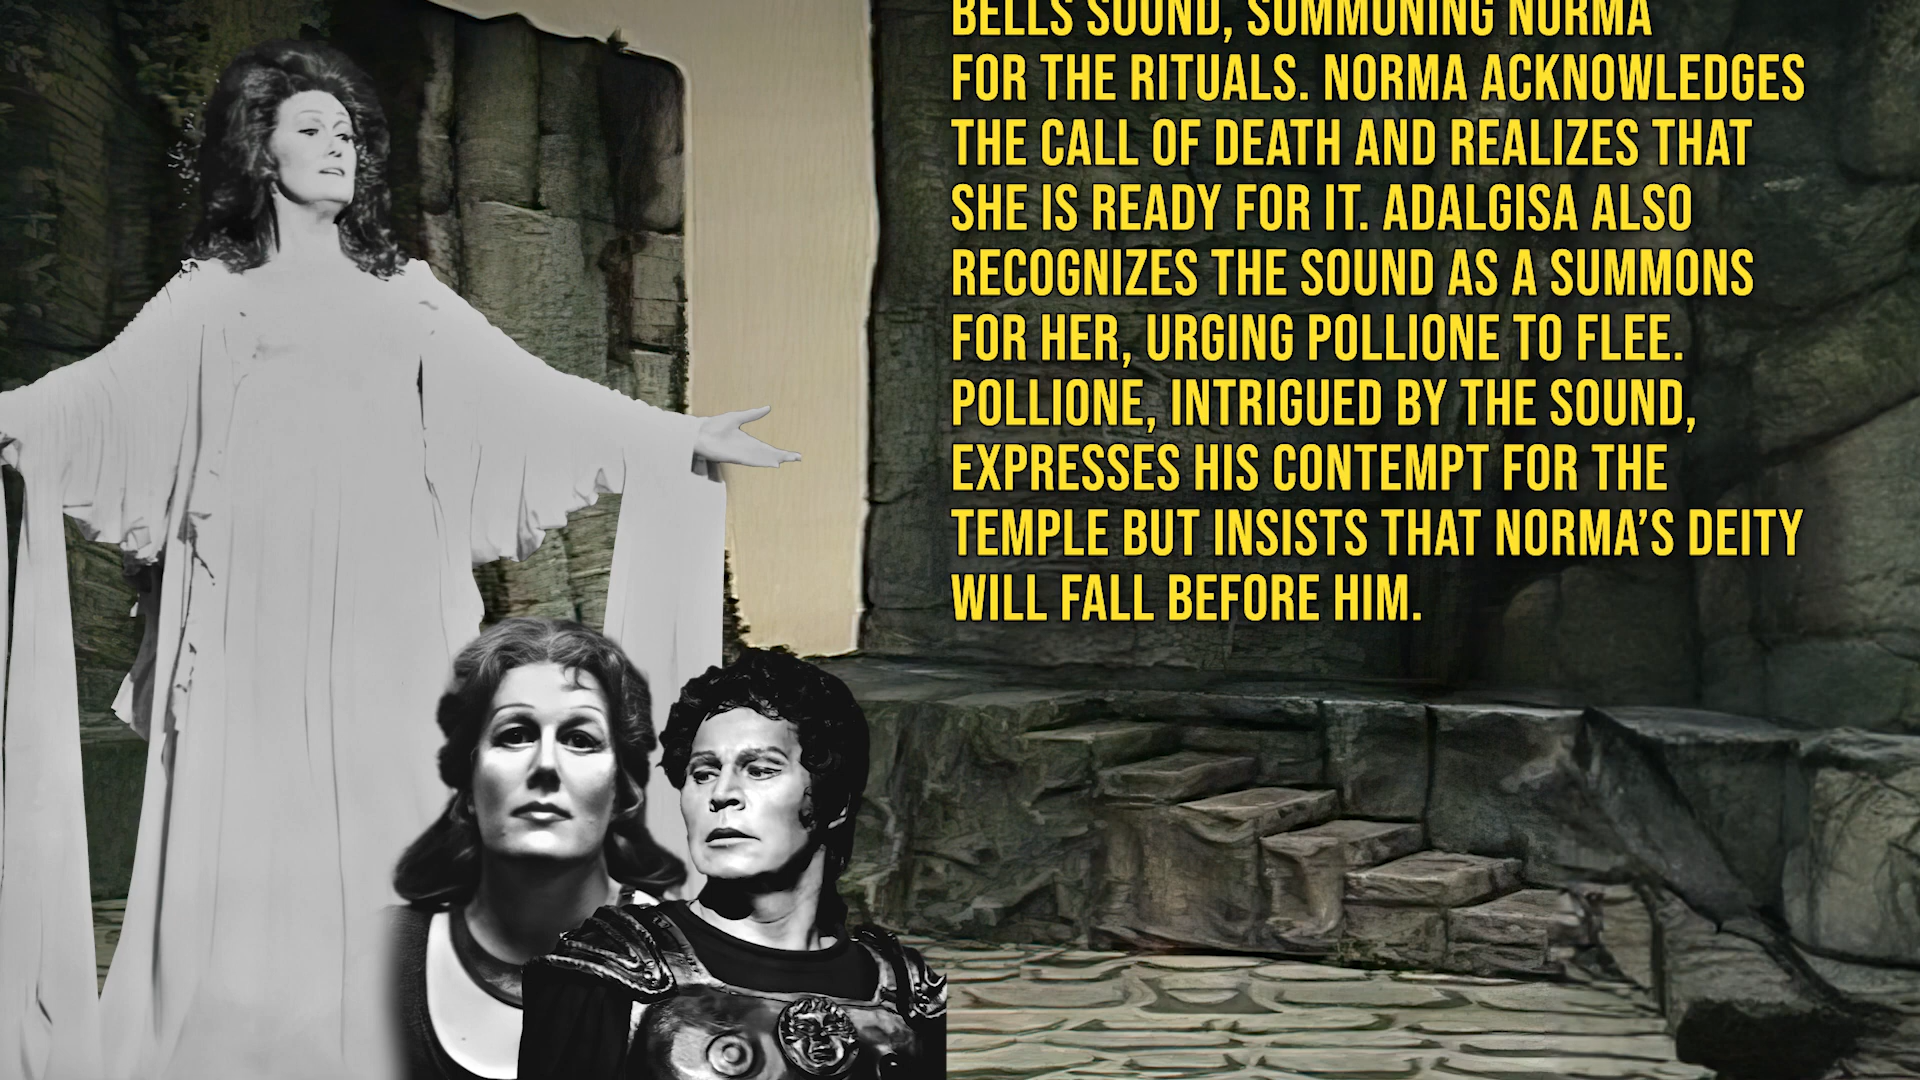 BELLS SOUND, SUMMONING NORMA
FOR THE RITUALS. NORMA ACKNOWLEDGES
THE CALL OF DEATH AND REALIZES THAT
SHE IS READY FOR IT. ADALGISA ALSO
RECOGNIZES THE SOUND AS A SUMMONS
FOR HER, URGING POLLIONE TO FLEE.
POLLIONE, INTRIGUED BY THE SOUND,
EXPRESSES HIS CONTEMPT FOR THE
TEMPLE BUT INSISTS THAT NORMA’S DEITY
WILL FALL BEFORE HIM.